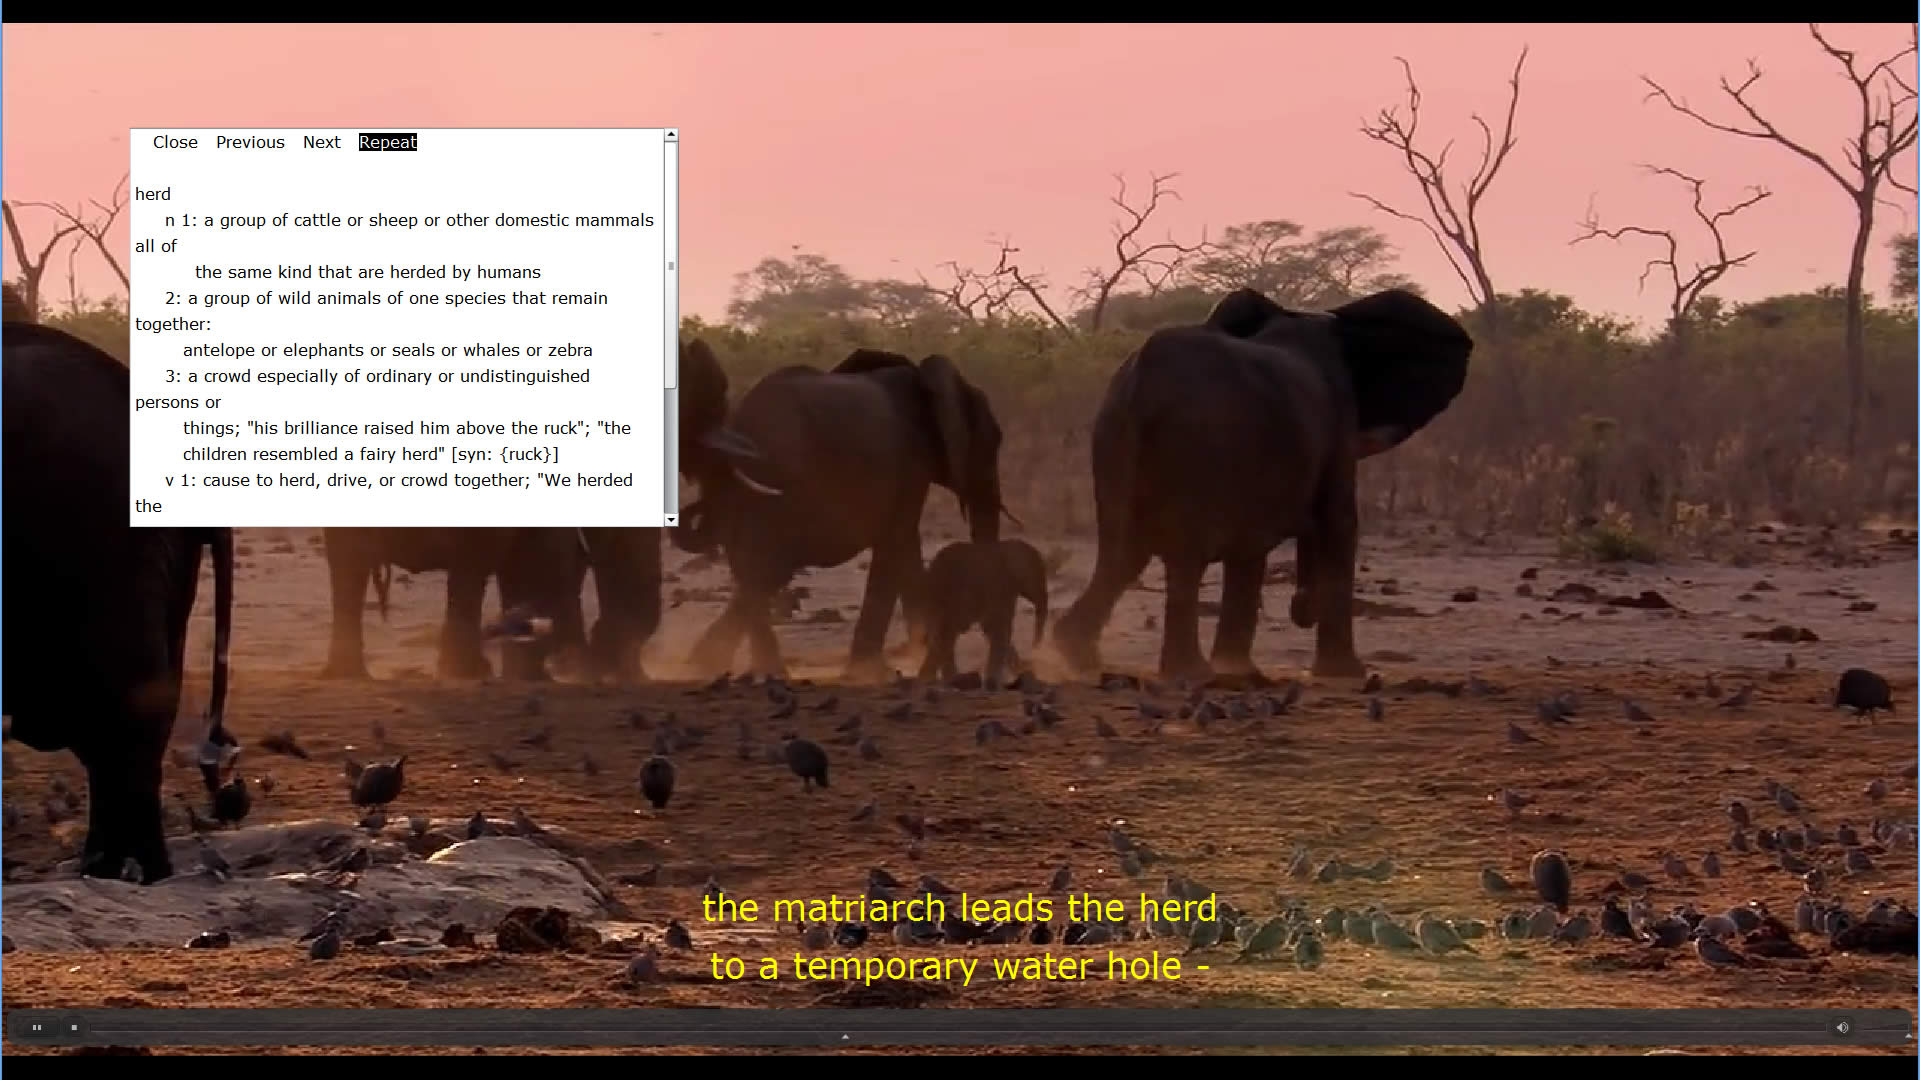 Close Previous Next Repeat
herd
n 1: a group of cattle or sheep or other domestic mammals
all of
the same kind that are herded by humans
2: a group of wild animals of one species that remain
together:
antelope or elephants or seals or whales or zebra
3: a crowd especially of ordinary or undistinguished
persons or
things; "his brilliance raised him above the ruck"; "the
children resembled a fairy herd" [syn: {ruck}]
v 1: cause to herd, drive, or crowd together; "We herded
the
the matriarch leads the herd
to a temporary water hole -